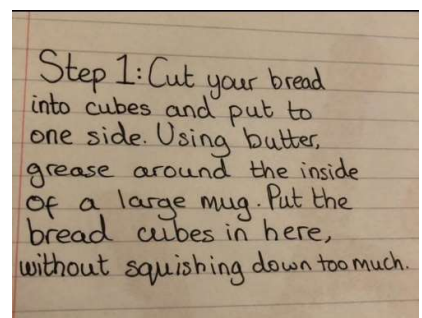 Step 1: Cut your bread
into cubes and put to
one side. Using butter,
grease around the inside
of a large mug. Put the
bread cubes in here,
without squishing down too much.